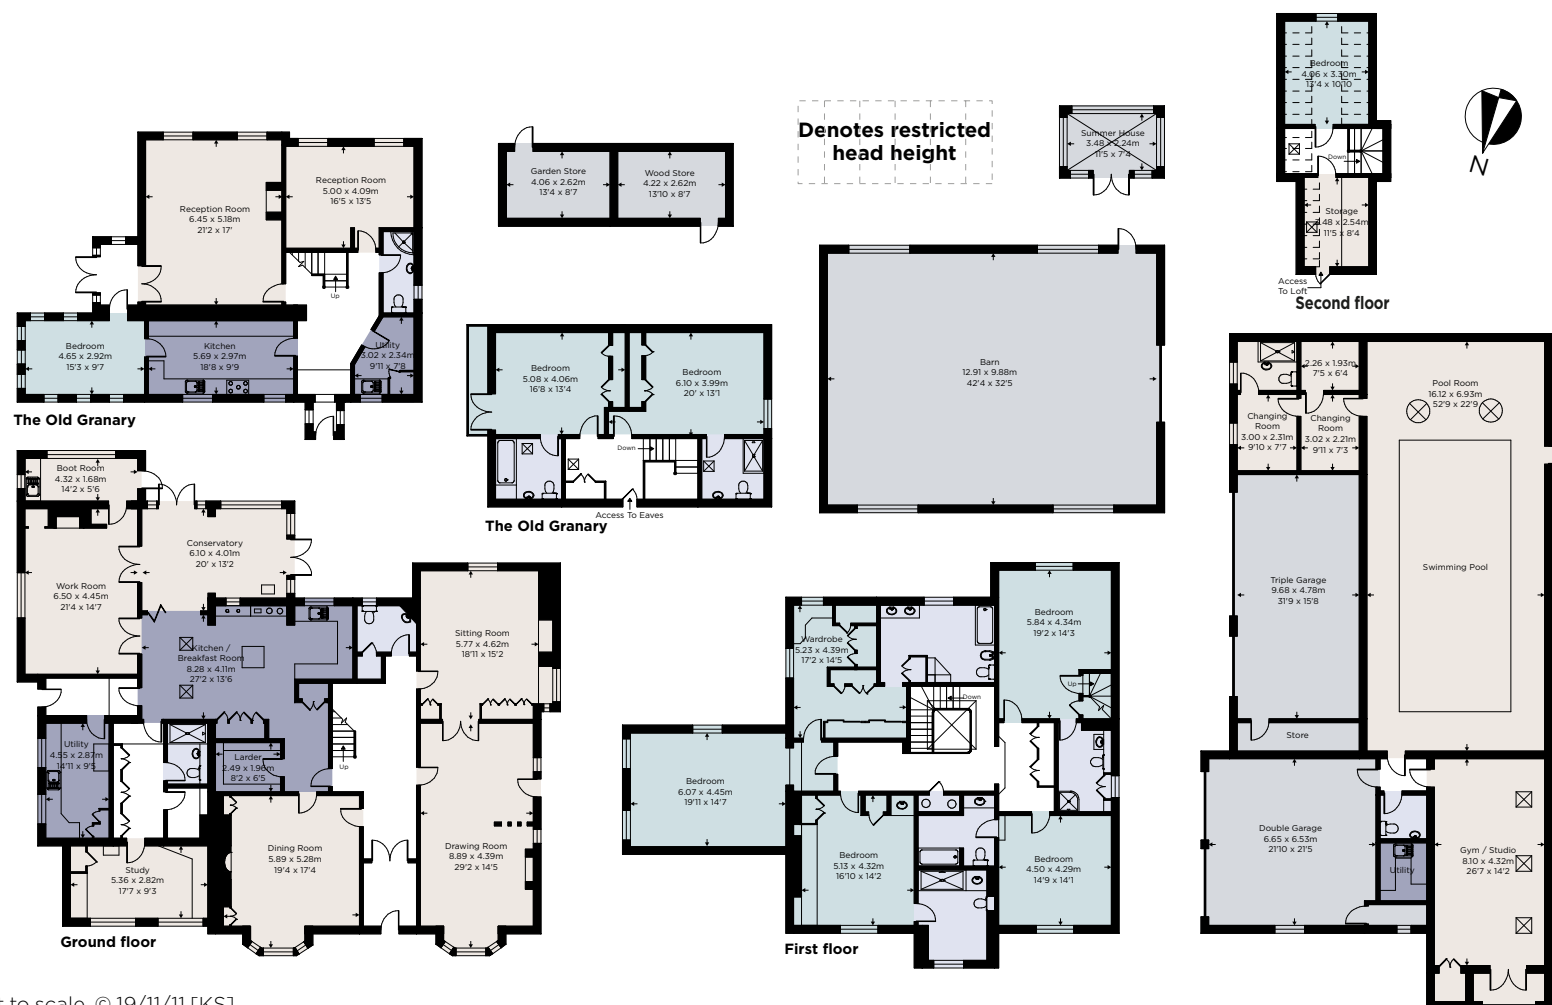 Reception Room
6.45 x 5.18m
21'2 x 17'
Reception Room
5.00 x 4.09m
16'5 x 13'5
Up
Bedroom
4.65 x 2.92m
15'3 x 9'7
Kitchen
5.69 x 2.97m
18'8 x 9'9
Utility
3.02 x 2.34m
9'11 x 7'8
The Old Granary
Garden Store
4.06 x 2.62m
13'4 x 8'7
Wood Store
4.22 x 2.62m
13'10 x 8'7
Denotes restricted
head height
Summer House
3.48 x 2.24m
11'5 x 7'4
Bedroom
4.06 x 3.30m
13'4 x 10'10
Down
Storage
3.48 x 2.54m
11'5 x 8'4
Access
To Loft
Second floor
N
Bedroom
5.08 x 4.06m
16'8 x 13'4
Bedroom
6.10 x 3.99m
20' x 13'1
Down
Access To Eaves
The Old Granary
Barn
12.91 x 9.88m
42'4 x 32'5
2.26 x 1.93m
7'5 x 6'4
Pool Room
16.12 x 6.93m
52'9 x 22'9
Changing
Room
3.00 x 2.31m
9'10 x 7'7
Changing
Room
3.02 x 2.21m
9'11 x 7'3
Swimming Pool
Triple Garage
9.68 x 4.78m
31'9 x 15'8
Store
Double Garage
6.65 x 6.53m
21'10 x 21'5
Utility
Gym / Studio
8.10 x 4.32m
26'7 x 14'2
Boot Room
4.32 x 1.68m
14'2 x 5'6
Conservatory
6.10 x 4.01m
20' x 13'2
Work Room
6.50 x 4.45m
21'4 x 14'7
Kitchen /
Breakfast Room
8.28 x 4.11m
27'2 x 13'6
Sitting Room
5.77 x 4.62m
18'11 x 15'2
Utility
4.55 x 2.87m
14'11 x 9'5
Larder
2.49 x 1.96m
8'2 x 6'5
Up
Dining Room
5.89 x 5.28m
19'4 x 17'4
Drawing Room
8.89 x 4.39m
29'2 x 14'5
Study
5.36 x 2.82m
17'7 x 9'3
Ground floor
Wardrobe
5.23 x 4.39m
17'2 x 14'5
Bedroom
5.84 x 4.34m
19'2 x 14'3
Up
Down
Bedroom
6.07 x 4.45m
19'11 x 14'7
Bedroom
5.13 x 4.32m
16'10 x 14'2
Bedroom
4.50 x 4.29m
14'9 x 14'1
First floor
to scale. © 19/11/11 [KS]